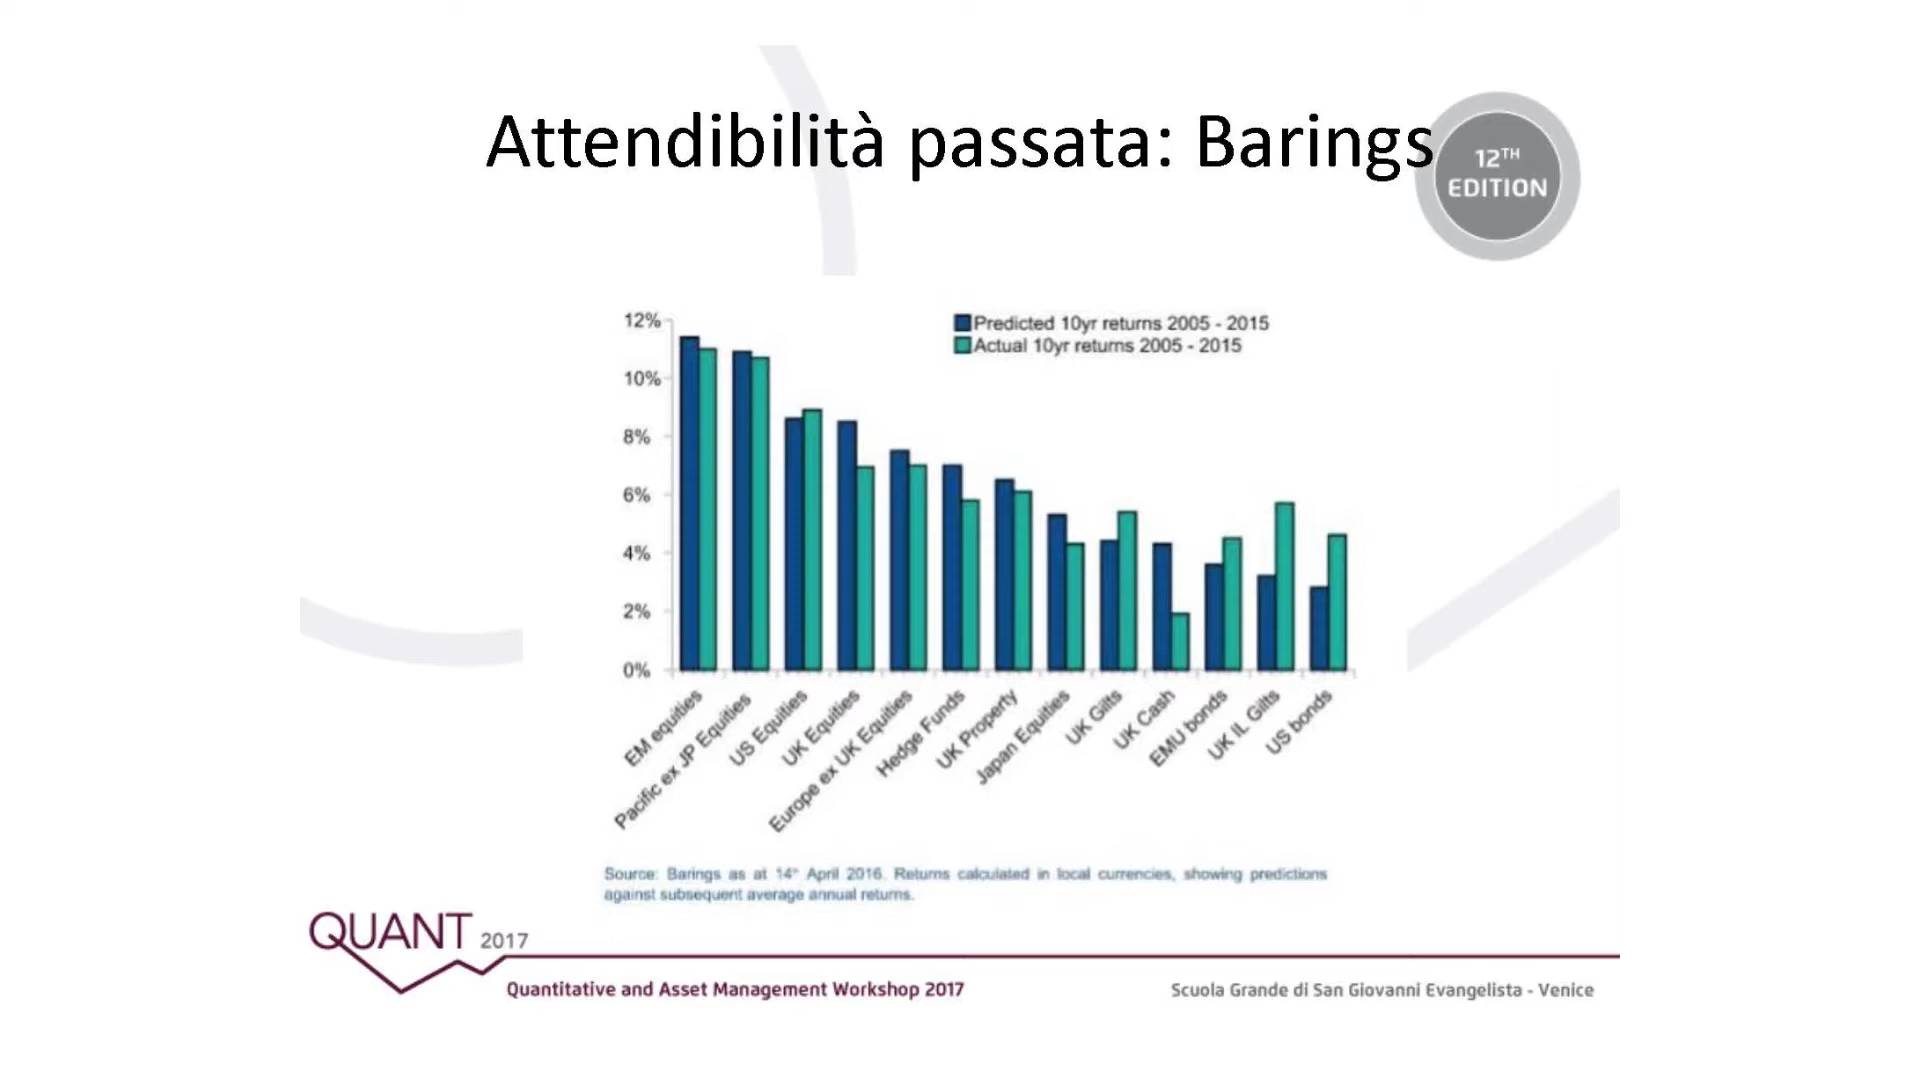 Attendibilità passata: Barings
12TH
EDITION
Predicted 10yr returns 2005 - 2015
Actual 10yr returns 2005 - 2015
12%
10%
8%
6%
4%
2%
0%
EM equities
Pacific ex JP Equities
US Equities
UK Equities
Europe ex UK Equities
Hedge Funds
UK Property
Japan Equities
UK Gilts
UK Cash
EMU bonds
UK IL Gilts
US bonds
Source: Barings as at 14th April 2016. Returns calculated in local currencies, showing predictions
against subsequent average annual returns.
QUANT 2017
Quantitative and Asset Management Workshop 2017
Scuola Grande di San Giovanni Evangelista - Venice